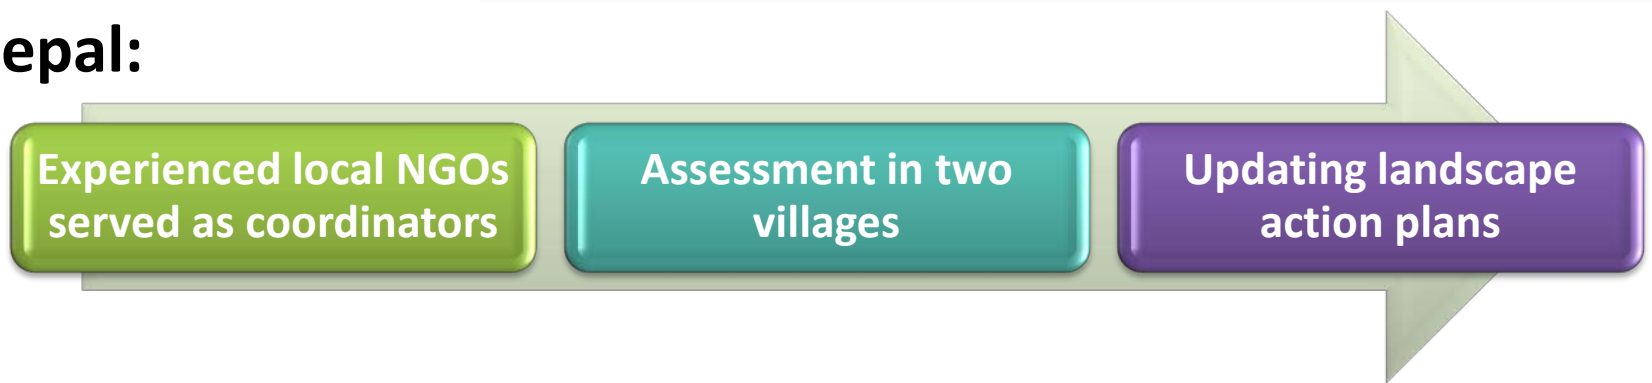 epal:
Experienced local NGOs
served as coordinators
Assessment in two
villages
Updating landscape
action plans